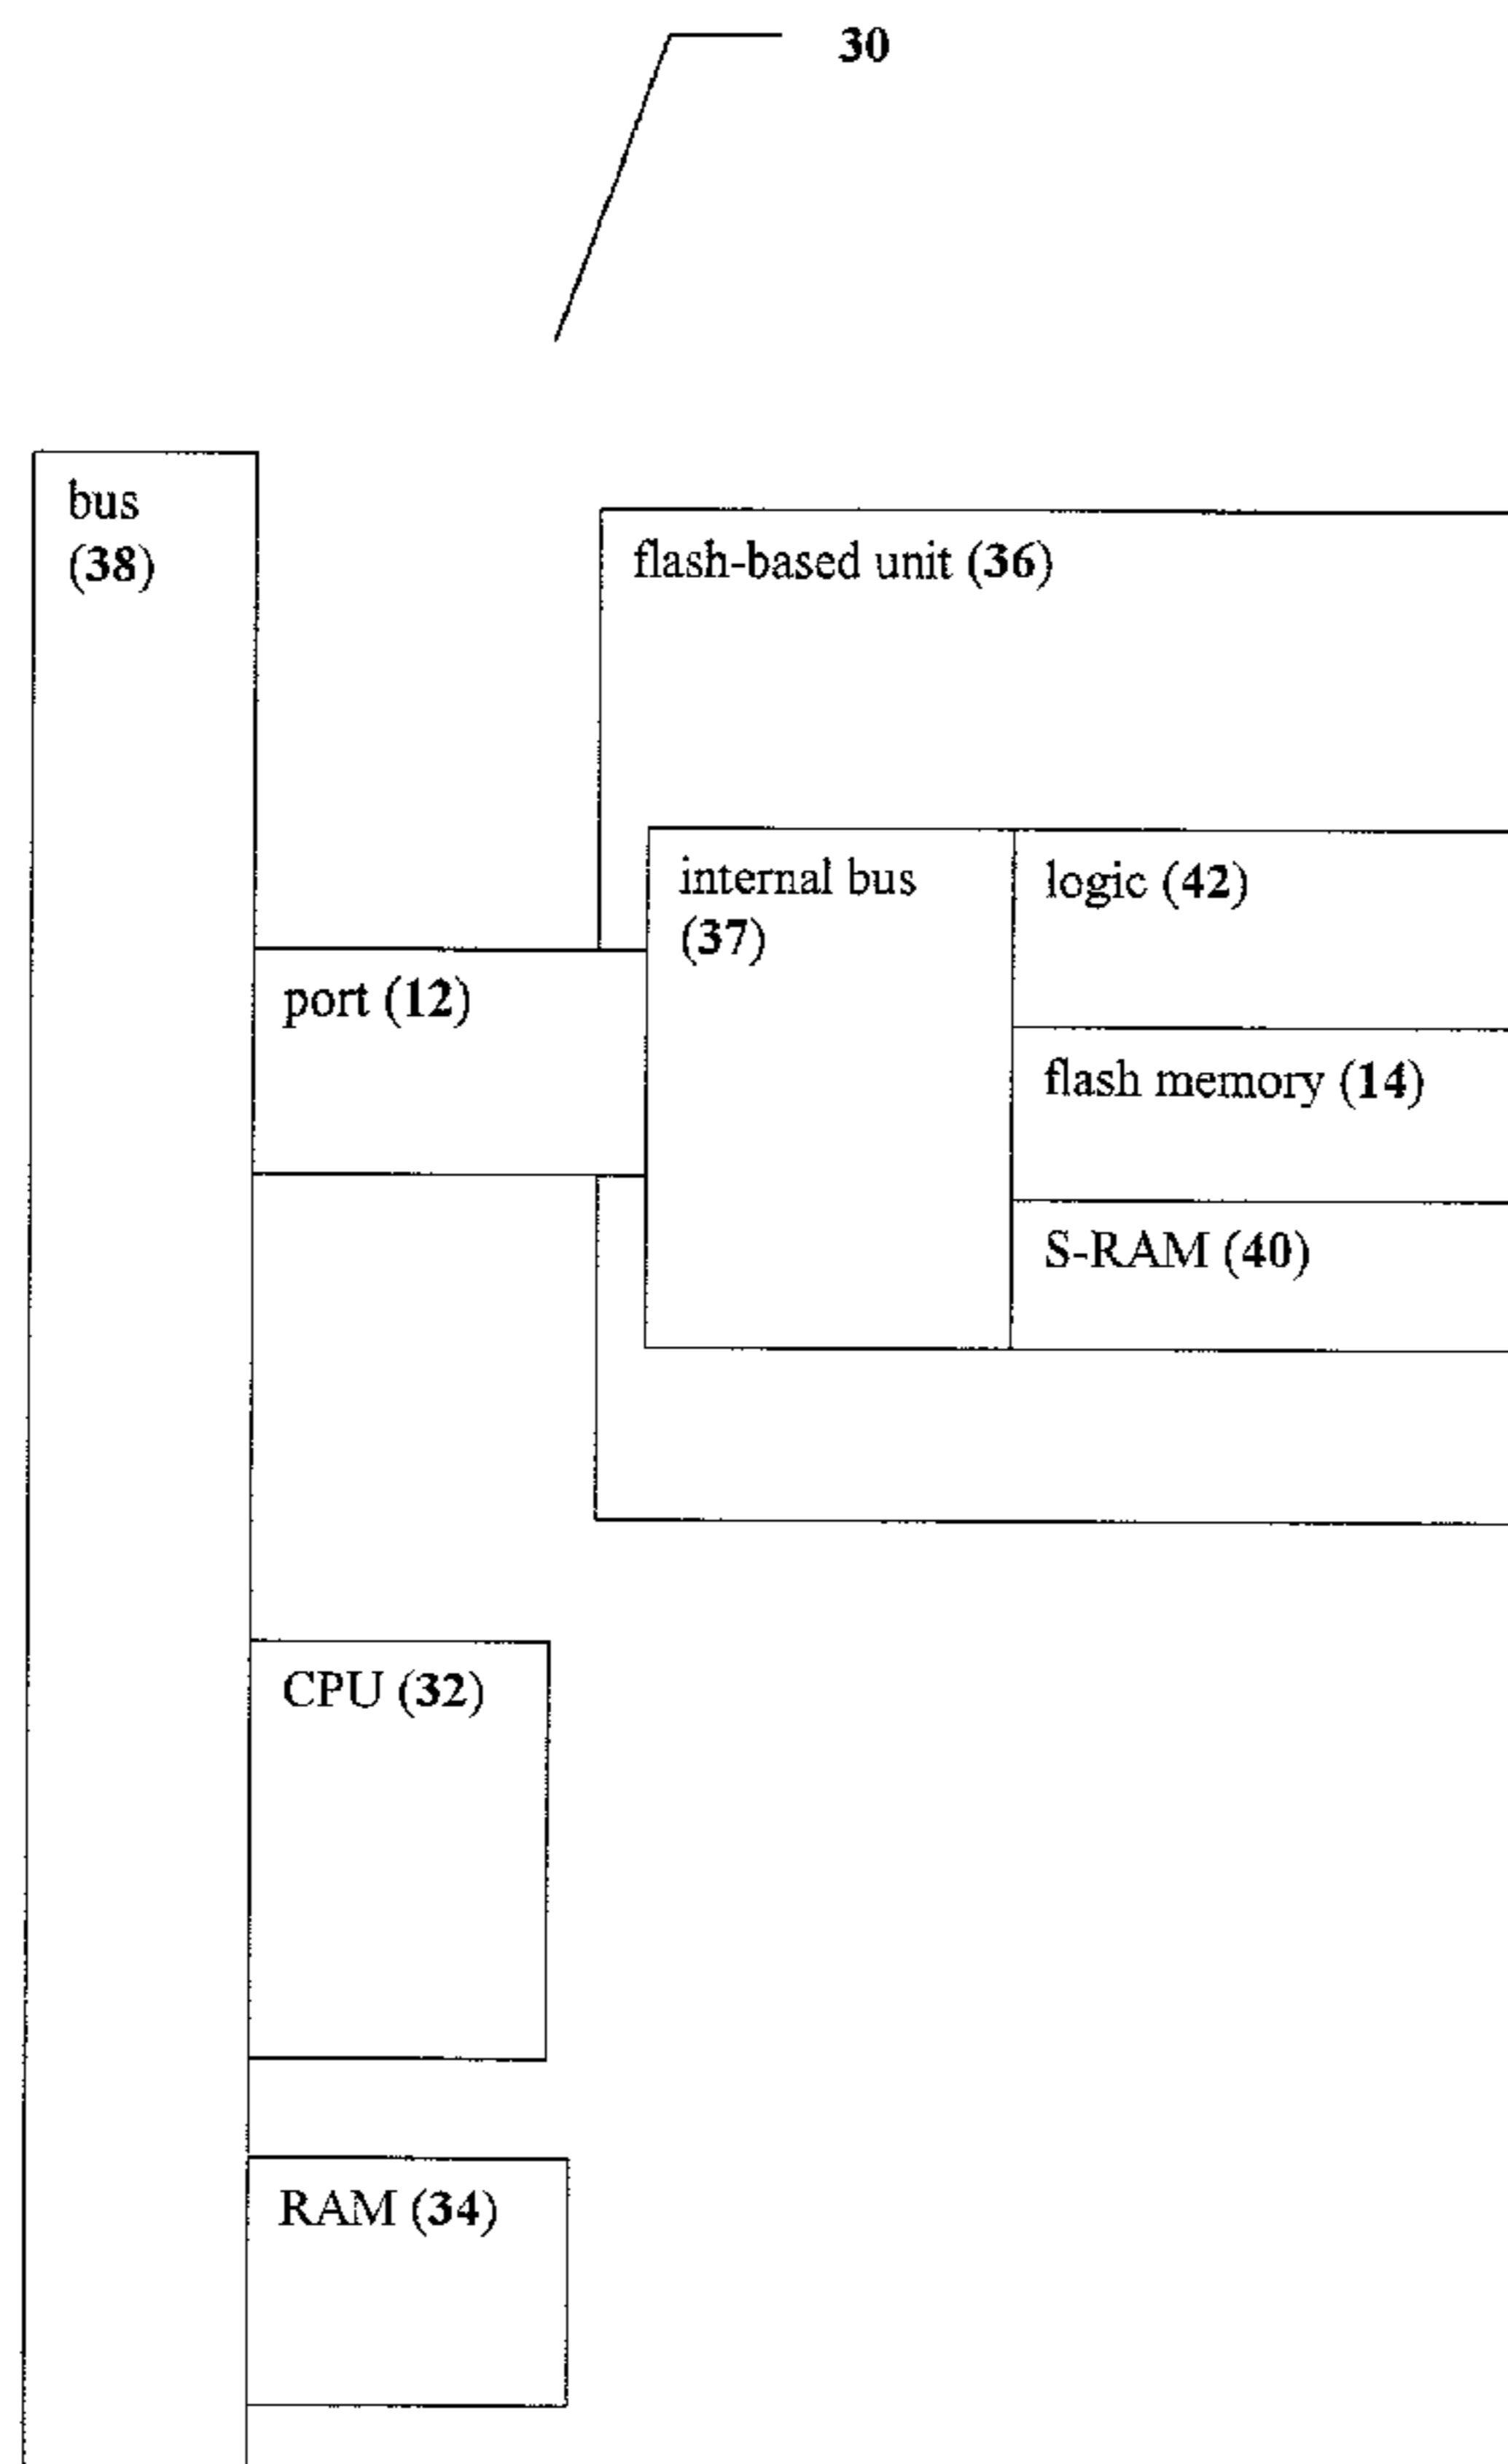 30
bus
(38)
flash-based unit (36)
internal bus
(37)
logic (42)
port (12)
flash memory (14)
S-RAM (40)
CPU (32)
RAM (34)